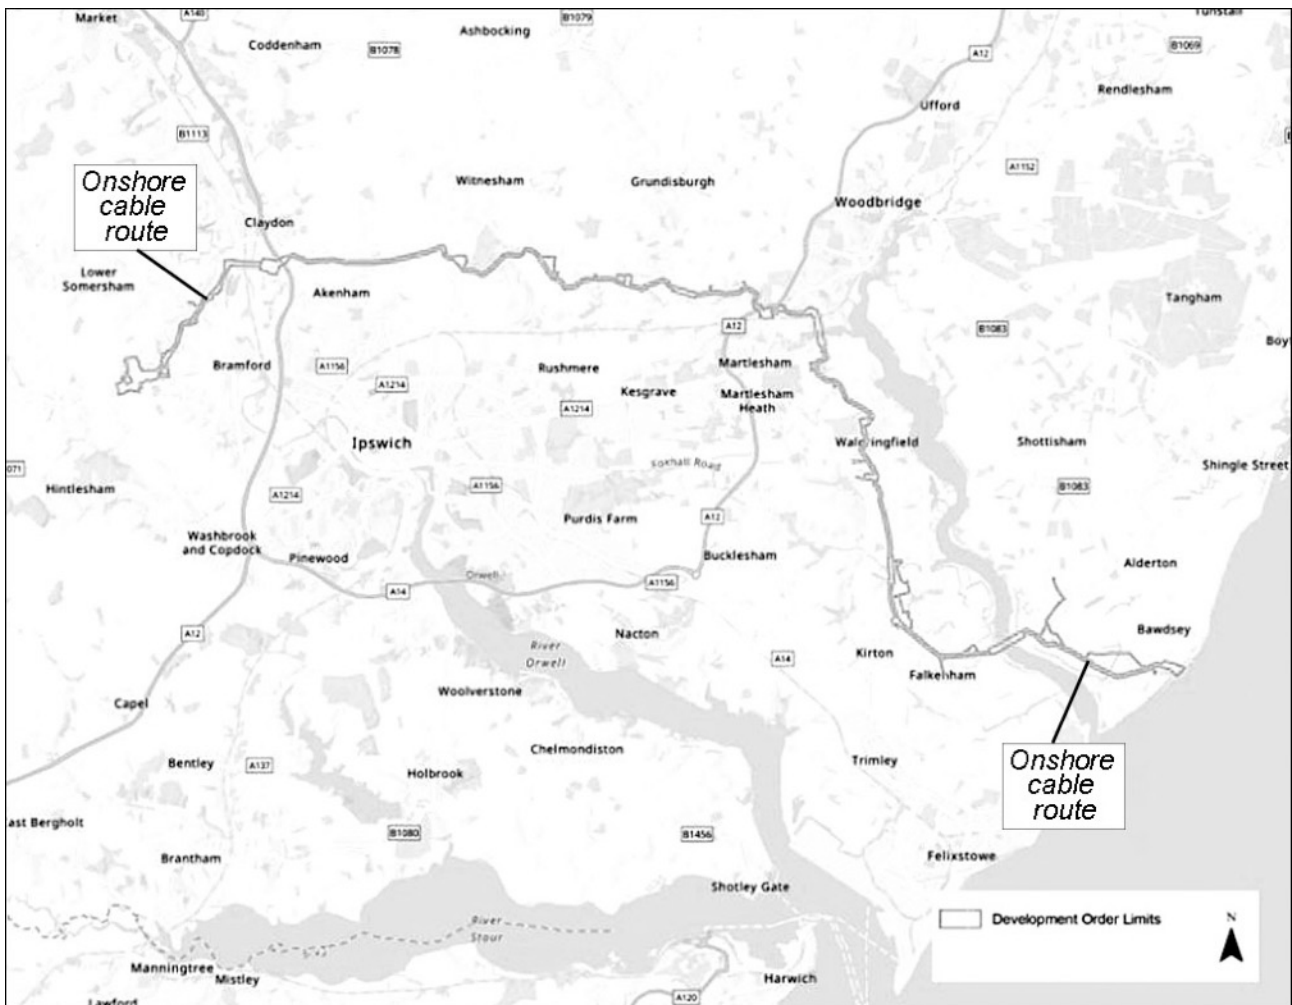 Market
A140
Coddenham
B1078
Ashbocking
B1079
Tunstall
A12
B1069
Rendlesham
Ufford
B1113
Onshore
cable
route
Witnesham
Grundisburgh
A1152
Woodbridge
Claydon
Lower
Somersham
Akenham
Tangham
A12
B1083
Bramford
A1156
A1214
Rushmere
Kesgrave
A1214
Martlesham
Martlesham
Heath
Ipswich
Foxhall Road
Shottisham
Shingle Street
071
Hintlesham
A1214
A1156
B1083
Purdis Farm
A12
Washbrook
and Copdock
Pinewood
Bucklesham
Orwell
A14
A1156
Alderton
A12
Nacton
River
Orwell
A14
Kirton
Bawdsey
Falkenham
Capel
Woolverstone
Onshore
cable
route
Bentley
A137
Holbrook
Chelmondiston
Trimley
ast Bergholt
B1080
B1456
Brantham
Felixstowe
Shotley Gate
Development Order Limits
N
River
Stour
Manningtree
Mistley
Harwich
A120
Lawford